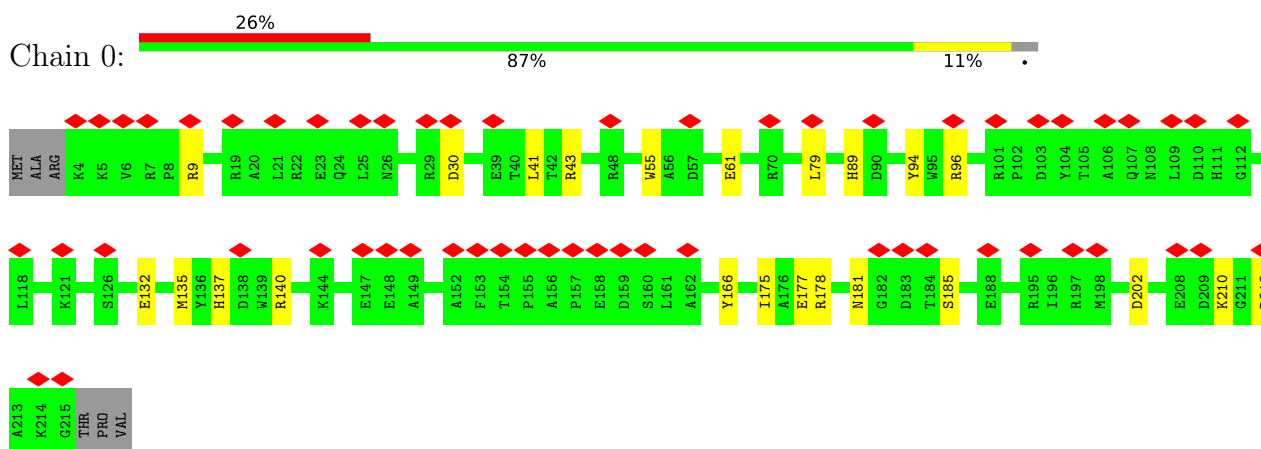 26%
Chain 0:
87% 11% •
MET ALA ARG K4 K5 V6 R7 P8 R9 R19 A20 L21 R22 E23 Q24 L25 N26 R29 D30 E39 T40 L41 T42 R43 R48 W55 A56 D57 E61 R70 L79 H89 D90 Y94 W95 R96 R101 P102 D103 Y104 T105 A106 Q107 N108 L109 D110 H111 G112
L118 K121 S126 E132 M135 Y136 H137 D138 W139 R140 K144 E147 E148 A149 A152 F153 T154 P155 A156 P157 E158 D159 S160 L161 A162 Y166 I175 A176 E177 R178 N181 G182 D183 T184 S185 E188 R195 I196 R197 M198 D202 E208 D209 K210 G211
A213 K214 G215 THR PRO VAL